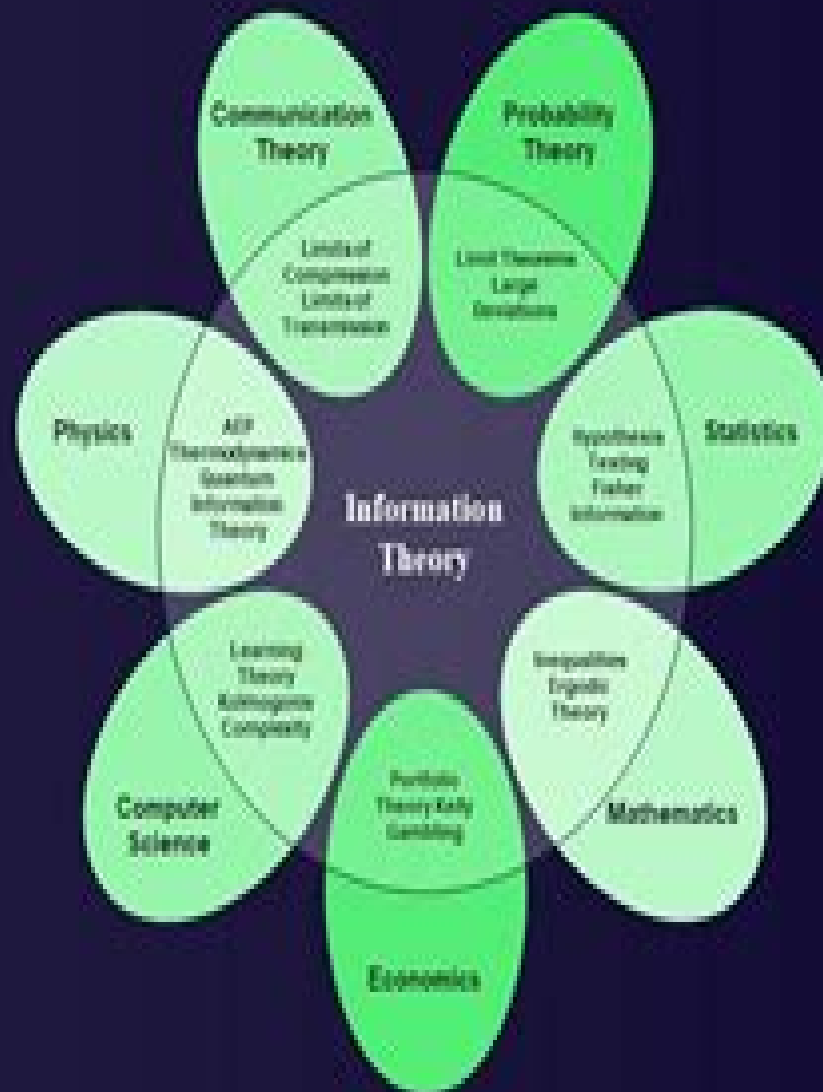 Communication
Theory
Limits of
Compression
Limits of
Transmission
Probability
Theory
Limit Theorems
Large
Deviations
Physics
AEP
Thermodynamics
Quantum
Information
Theory
Information
Theory
Hypothesis
Testing
Fisher
Information
Statistics
Learning
Theory
Complexity
Computer
Science
Inequalities
Ergodic
Theory
Mathematics
Portfolio
Theory Kelly
Gambling
Economics